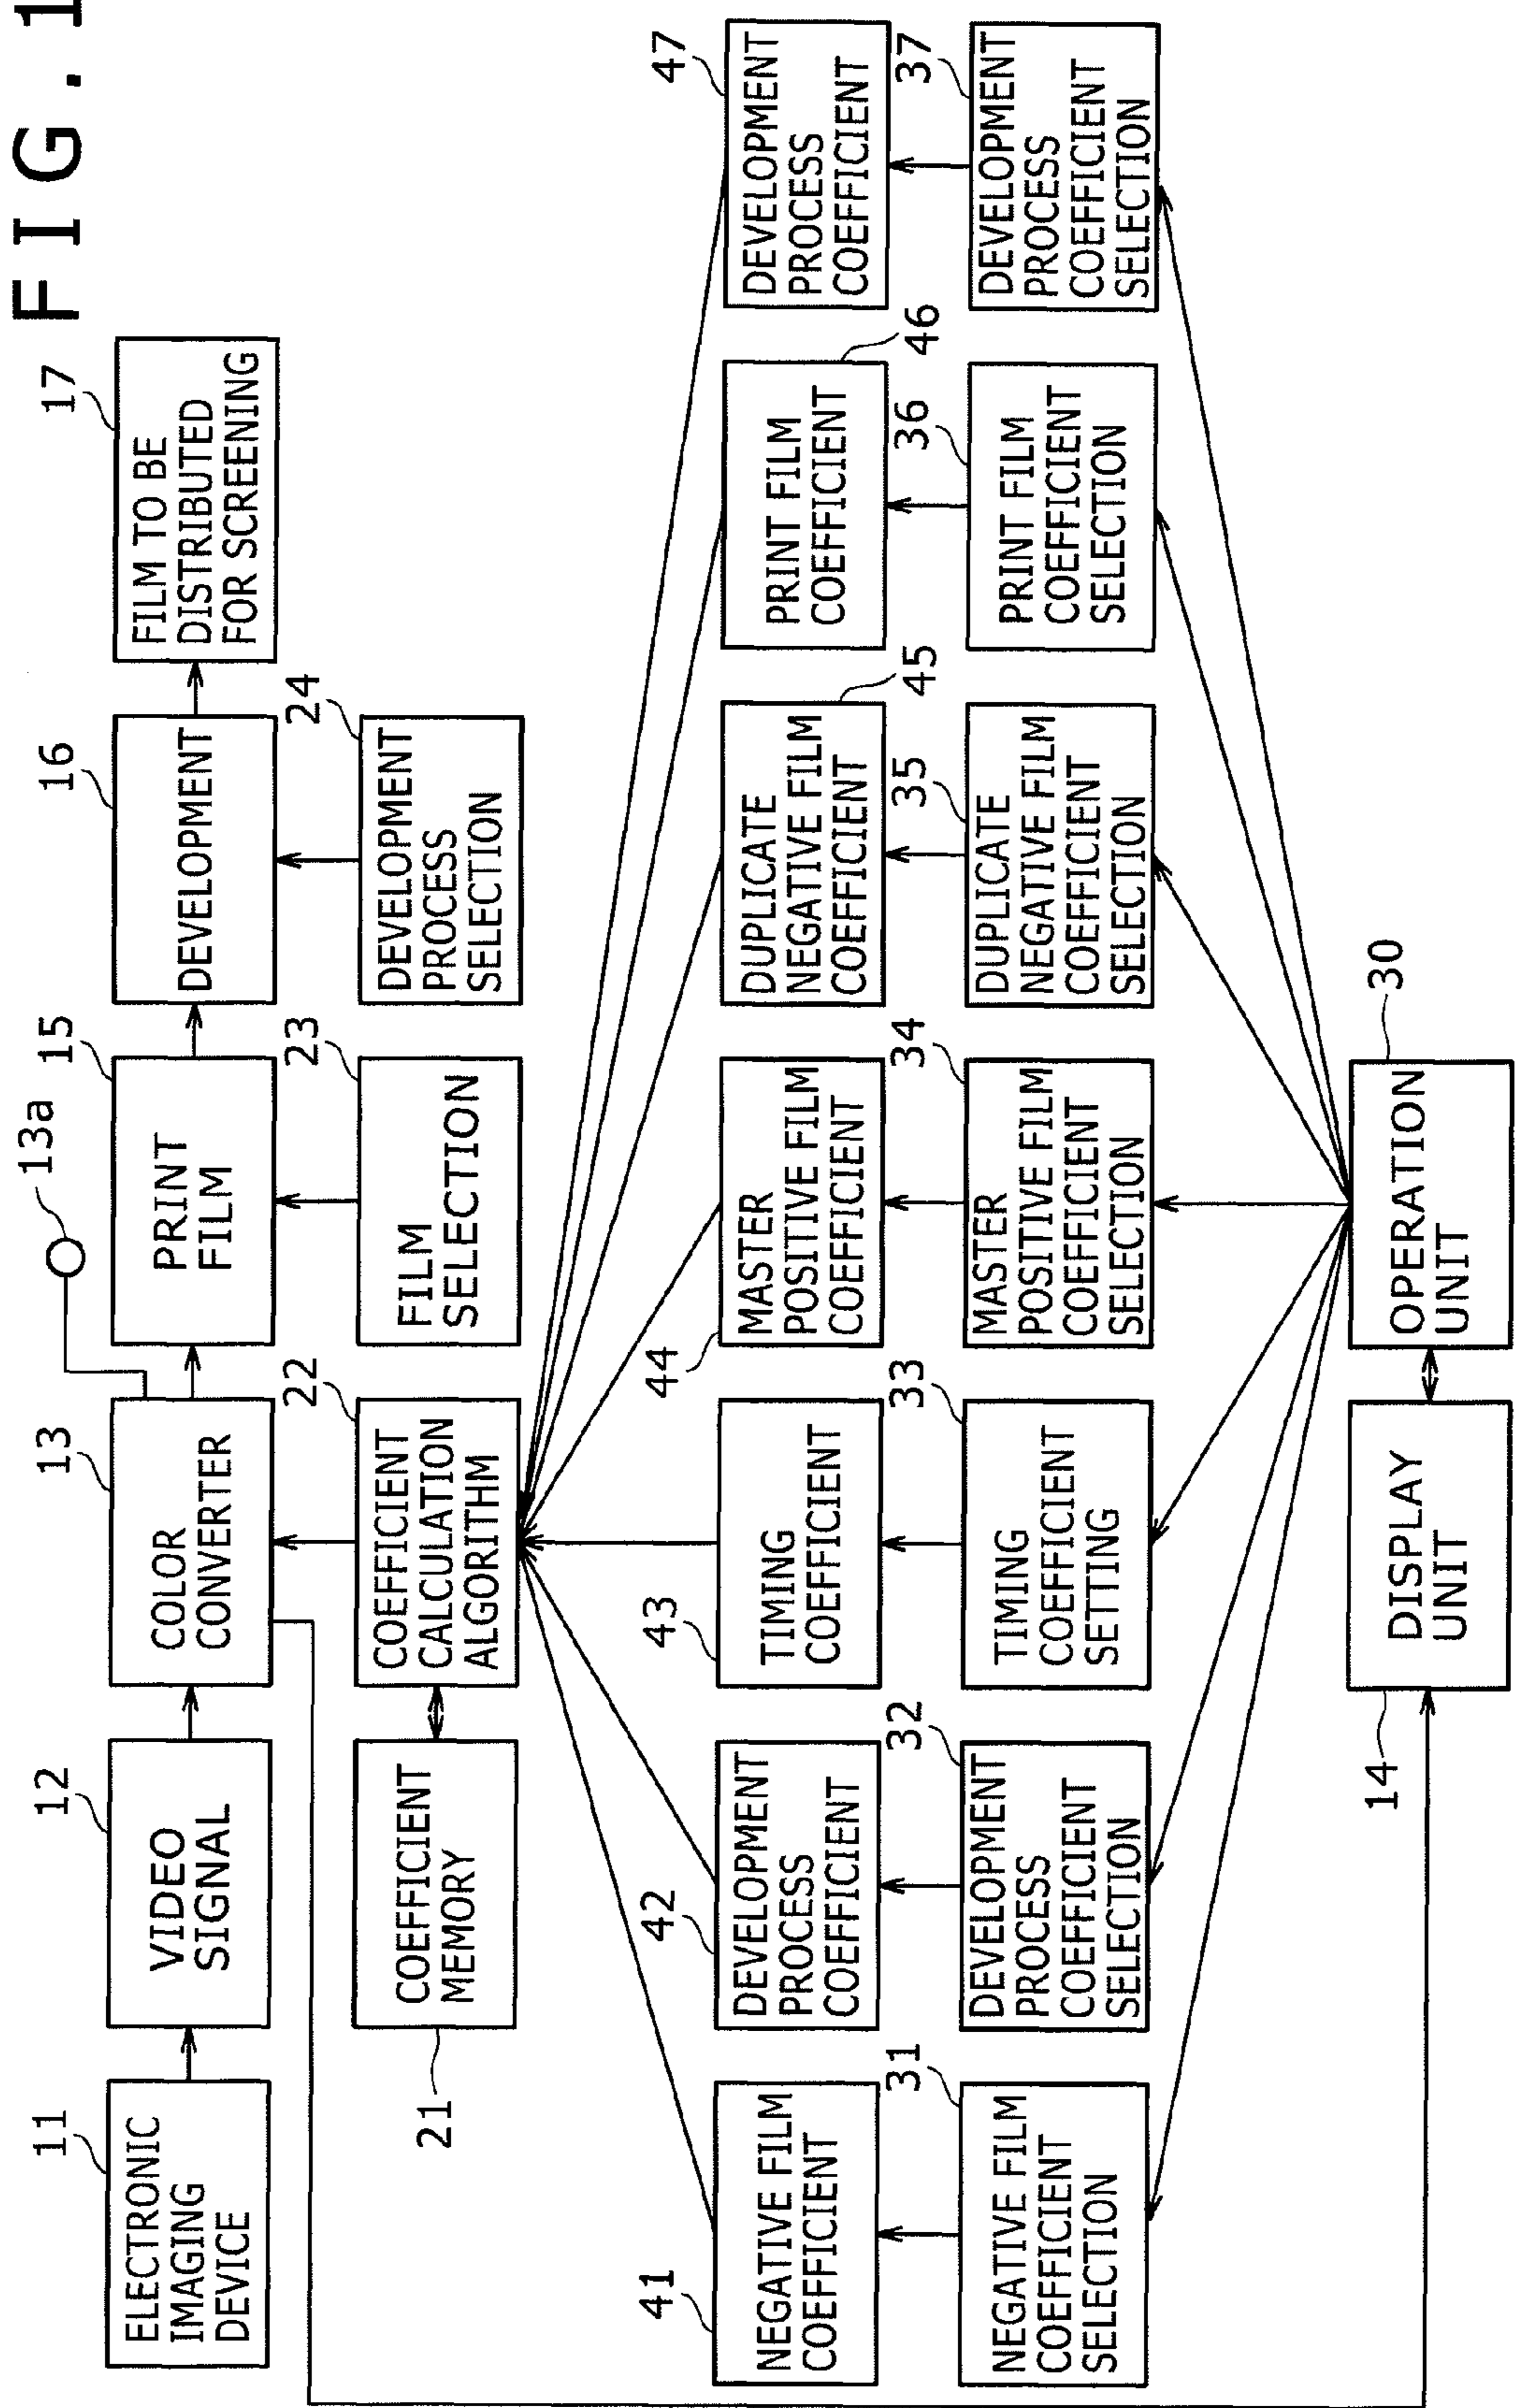 FIG. 1
11
ELECTRONIC
IMAGING
DEVICE
12
VIDEO
SIGNAL
13
COLOR
CONVERTER
13a
15
PRINT
FILM
16
DEVELOPMENT
17
FILM TO BE
DISTRIBUTED
FOR SCREENING
21
COEFFICIENT
MEMORY
22
COEFFICIENT
CALCULATION
ALGORITHM
23
FILM
SELECTION
24
DEVELOPMENT
PROCESS
SELECTION
41
NEGATIVE FILM
COEFFICIENT
42
DEVELOPMENT
PROCESS
COEFFICIENT
43
TIMING
COEFFICIENT
44
MASTER
POSITIVE FILM
COEFFICIENT
45
DUPLICATE
NEGATIVE FILM
COEFFICIENT
46
PRINT FILM
COEFFICIENT
47
DEVELOPMENT
PROCESS
COEFFICIENT
31
NEGATIVE FILM
COEFFICIENT
SELECTION
32
DEVELOPMENT
PROCESS
COEFFICIENT
SELECTION
33
TIMING
COEFFICIENT
SETTING
34
MASTER
POSITIVE FILM
COEFFICIENT
SELECTION
35
DUPLICATE
NEGATIVE FILM
COEFFICIENT
SELECTION
36
PRINT FILM
COEFFICIENT
SELECTION
37
DEVELOPMENT
PROCESS
COEFFICIENT
SELECTION
14
DISPLAY
UNIT
30
OPERATION
UNIT